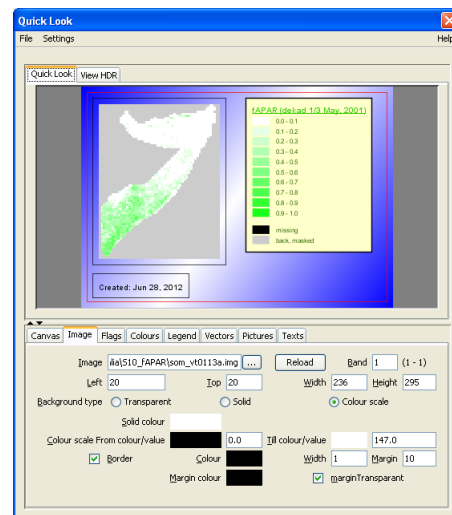 Quick Look
File Settings Help
Quick Look View HDR
fAPAR (dekad 1/3 May, 2001)
0.0 - 0.1
0.1 - 0.2
0.2 - 0.3
0.3 - 0.4
0.4 - 0.5
0.5 - 0.6
0.6 - 0.7
0.7 - 0.8
0.8 - 0.9
0.9 - 1.0
missing
back, masked
Created: Jun 28, 2012
Canvas Image Flags Colours Legend Vectors Pictures Texts
Image ilia\S10_fAPAR\som_vt0113a.img ... Reload Band 1 (1 - 1)
Left 20 Top 20 Width 236 Height 295
Background type Transparent Solid Colour scale
Solid colour
Colour scale From colour/value 0.0 Till colour/value 147.0
Border Colour Width 1 Margin 10
Margin colour marginTransparant